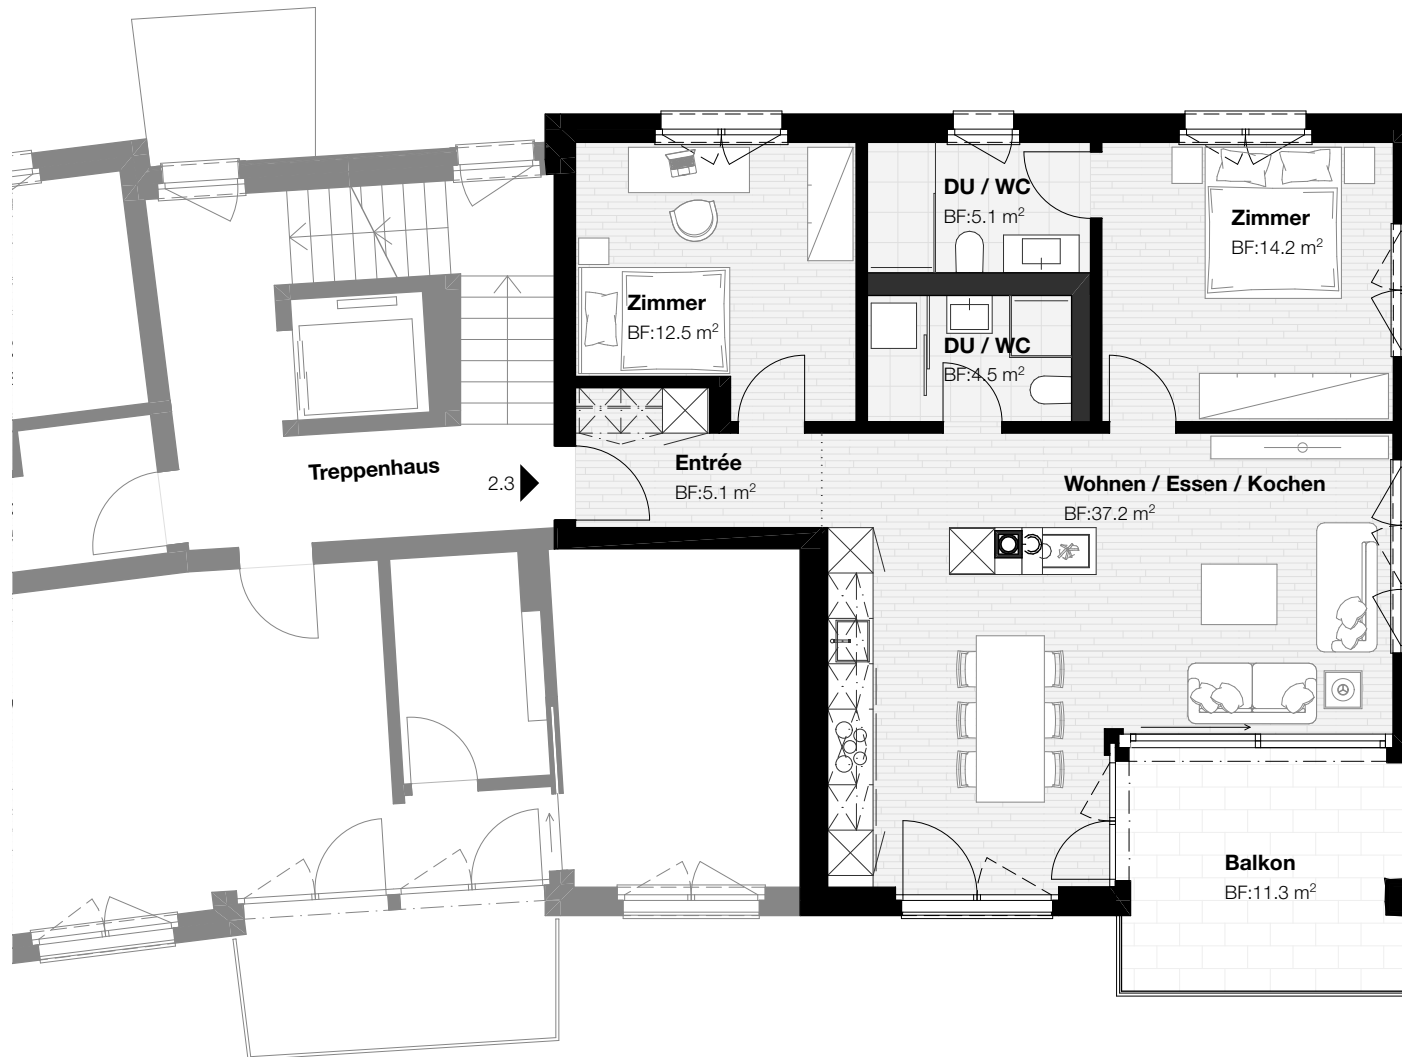 DU / WC
BF:5.1 m²
Zimmer
BF:14.2 m²
Zimmer
BF:12.5 m²
DU / WC
BF:4.5 m²
Treppenhaus
2.3
Entrée
BF:5.1 m²
Wohnen / Essen / Kochen
BF:37.2 m²
Balkon
BF:11.3 m²